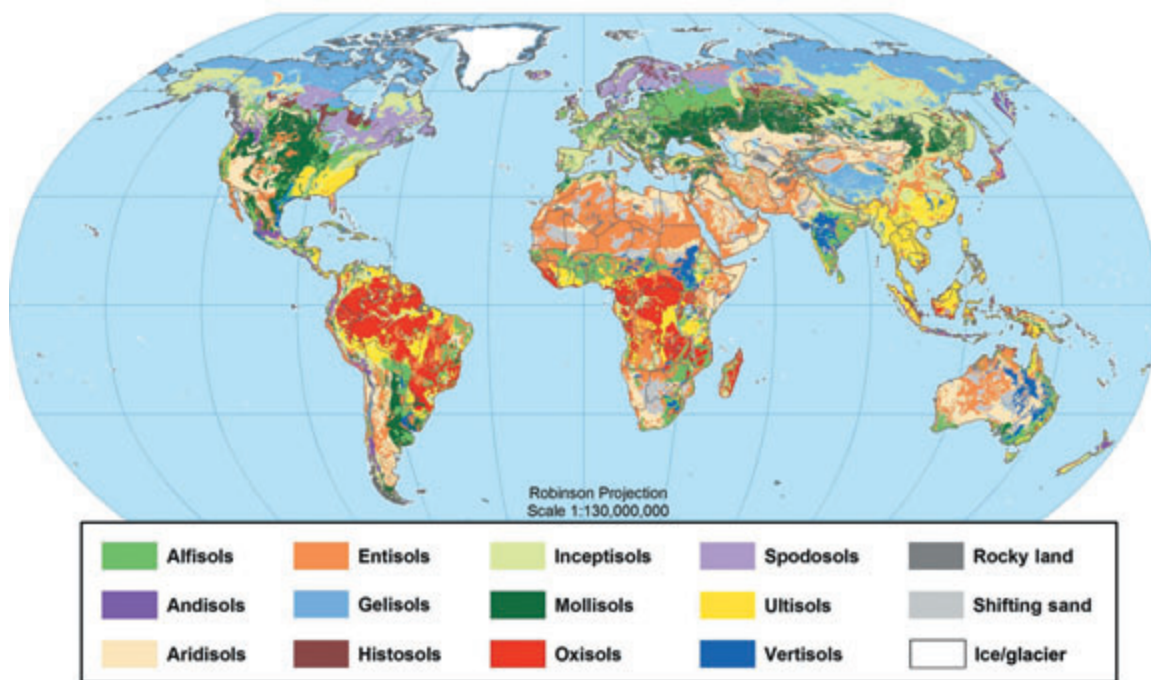 Robinson Projection
Scale 1:130,000,000
Alfisols Entisols Inceptisols Spodosols Rocky land
Andisols Gelisols Mollisols Ultisols Shifting sand
Aridisols Histosols Oxisols Vertisols Ice/glacier